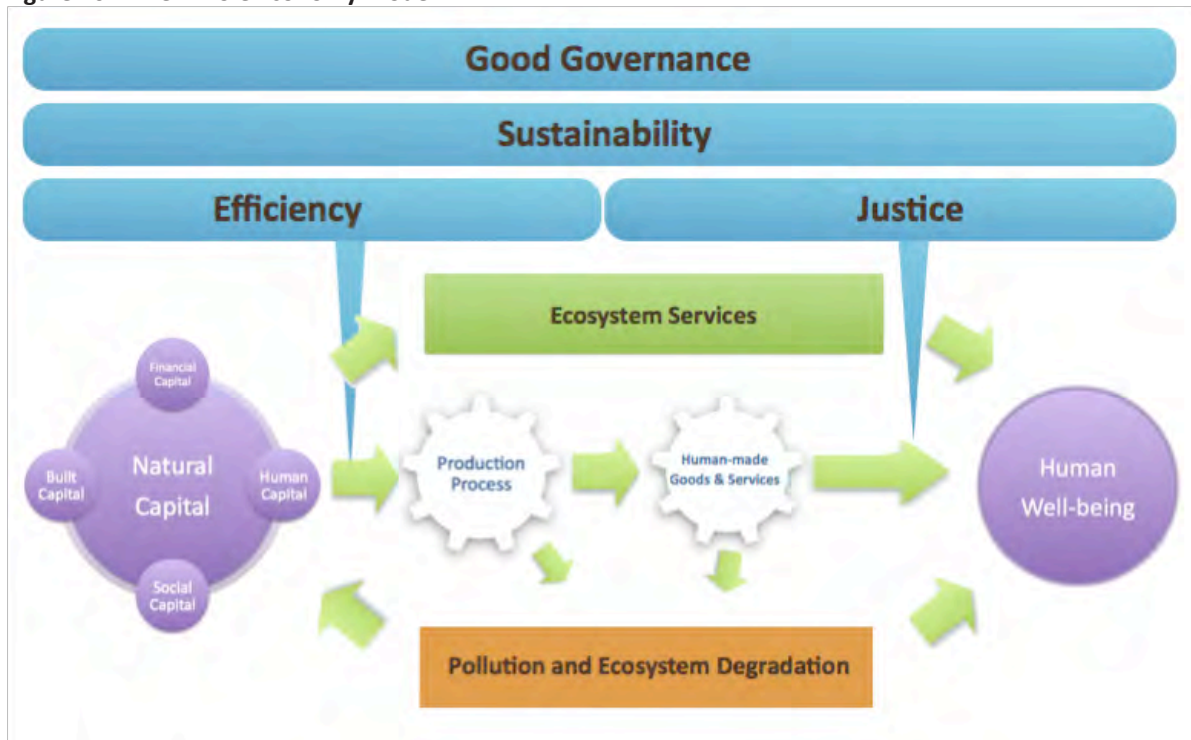 Good Governance
Sustainability
Efficiency
Justice
Ecosystem Services
Financial
Capital
Natural
Capital
Built
Capital
Human
Capital
Social
Capital
Production
Process
Human-made
Goods & Services
Human
Well-being
Pollution and Ecosystem Degradation